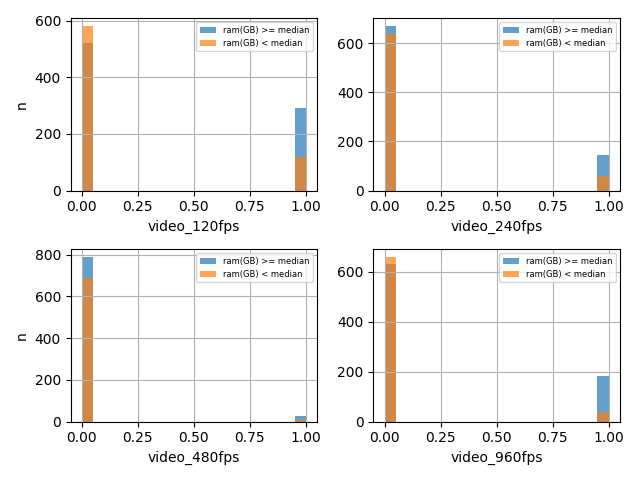 600
400
200
0
n
0.00 0.25 0.50 0.75 1.00
video_120fps
ram(GB) >= median
ram(GB) < median
600
400
200
0
0.00 0.25 0.50 0.75 1.00
video_240fps
ram(GB) >= median
ram(GB) < median
800
600
400
200
0
n
0.00 0.25 0.50 0.75 1.00
video_480fps
ram(GB) >= median
ram(GB) < median
600
400
200
0
0.00 0.25 0.50 0.75 1.00
video_960fps
ram(GB) >= median
ram(GB) < median